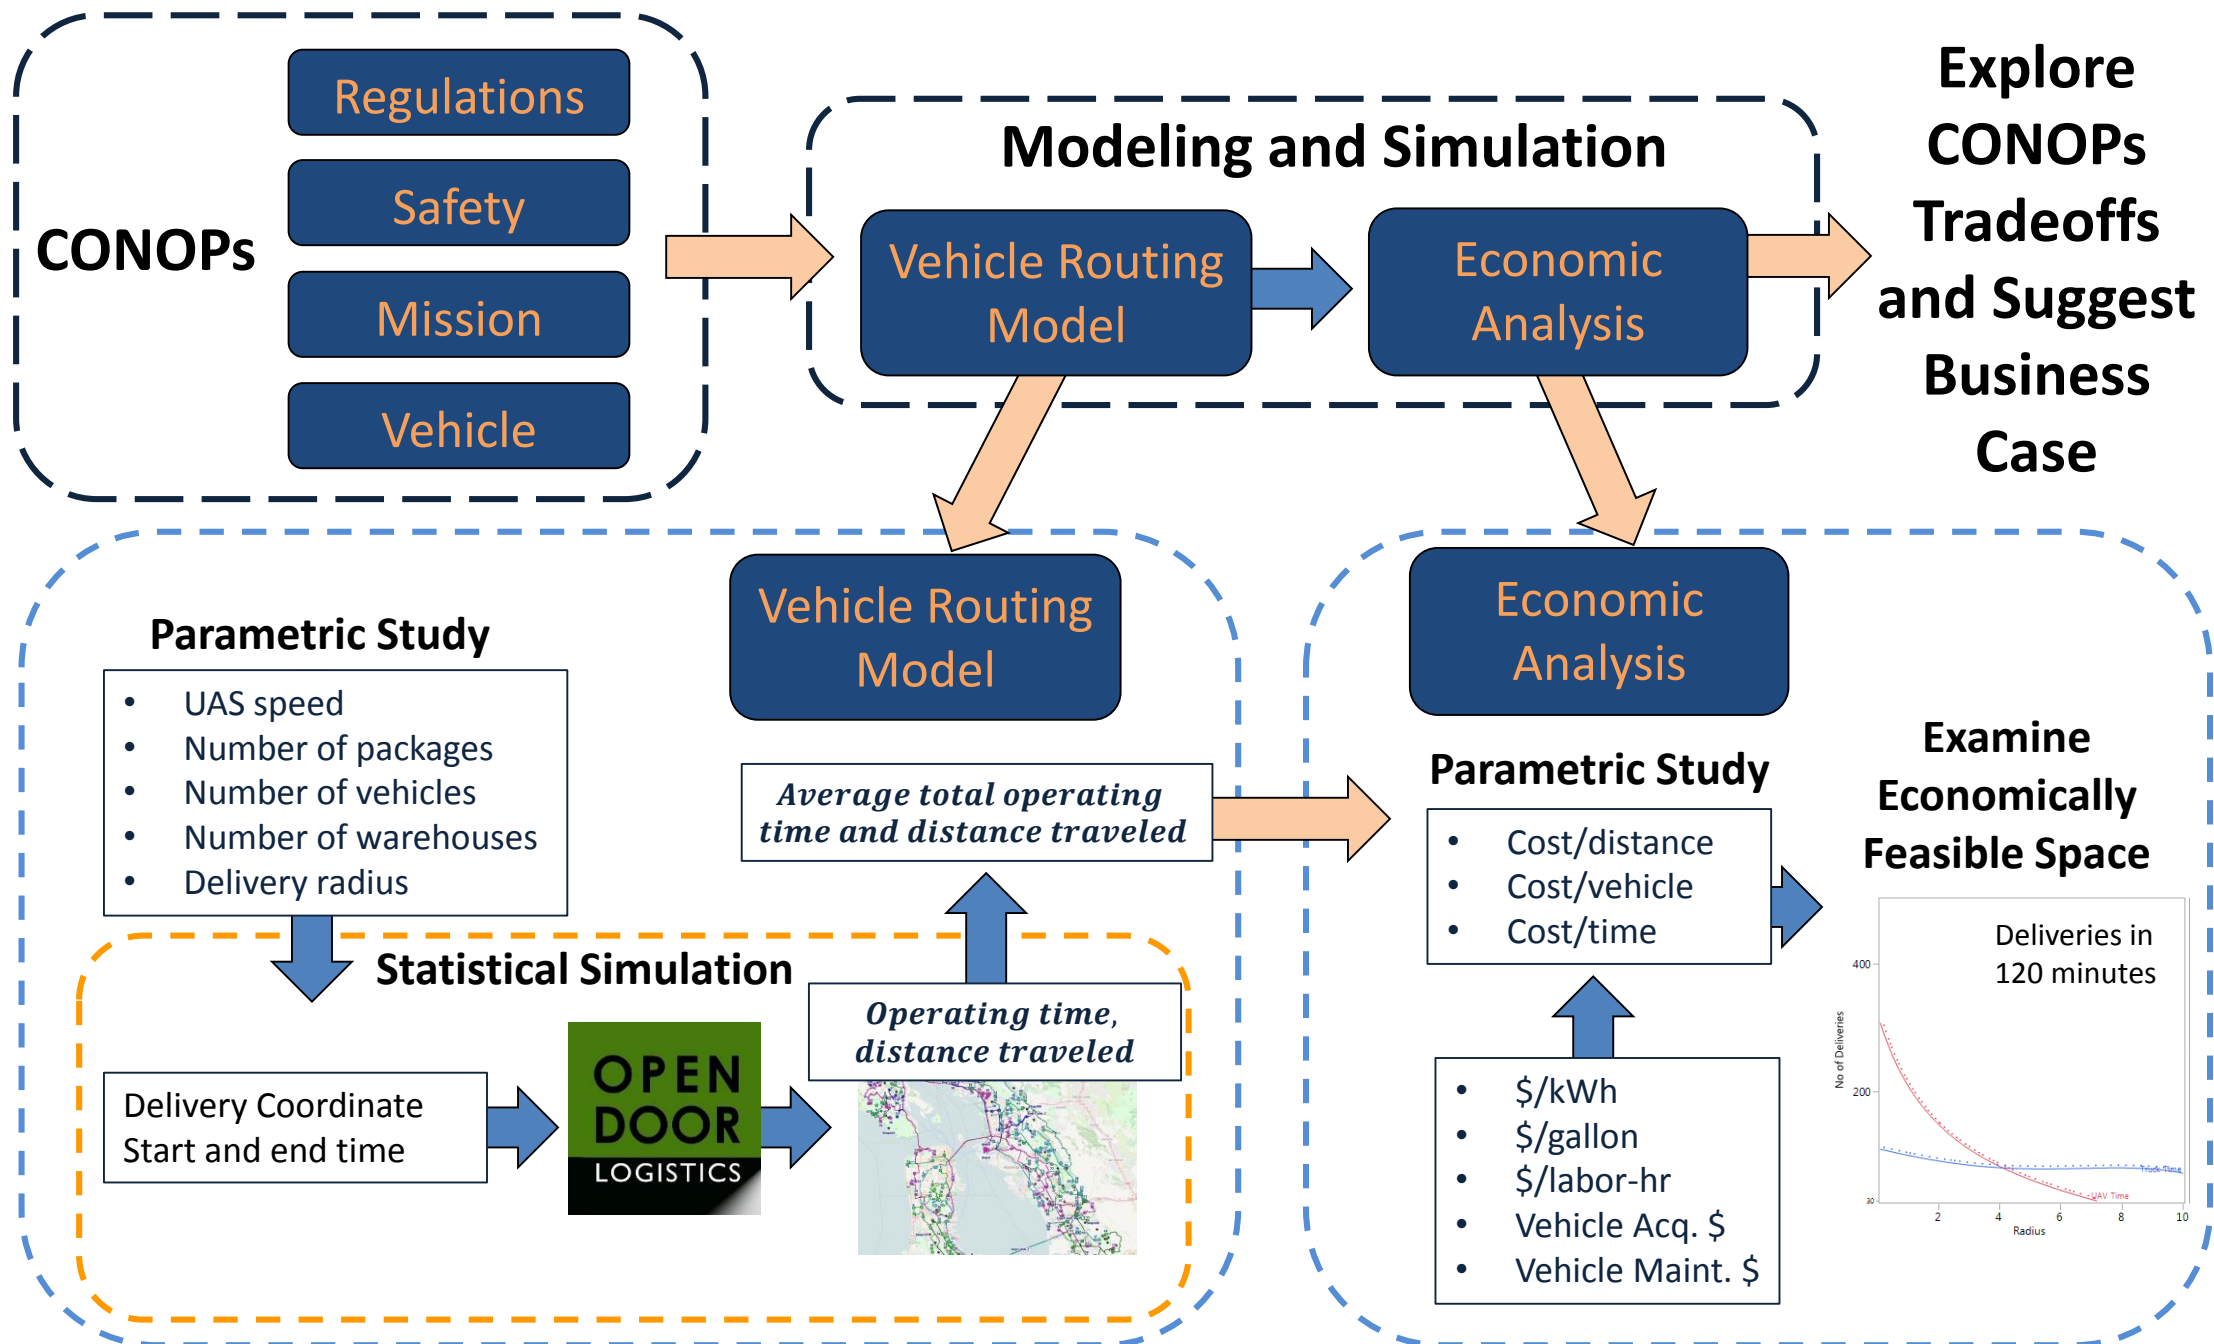 CONOPs
Regulations
Safety
Mission
Vehicle
Modeling and Simulation
Vehicle Routing
Model
Economic
Analysis
Explore
CONOPs
Tradeoffs
and Suggest
Business
Case
Vehicle Routing
Model
Parametric Study
• UAS speed
• Number of packages
• Number of vehicles
• Number of warehouses
• Delivery radius
Average total operating
time and distance traveled
Statistical Simulation
Delivery Coordinate
Start and end time
OPEN
DOOR
LOGISTICS
Operating time,
distance traveled
Economic
Analysis
Parametric Study
• Cost/distance
• Cost/vehicle
• Cost/time
• $/kWh
• $/gallon
• $/labor-hr
• Vehicle Acq. $
• Vehicle Maint. $
Examine
Economically
Feasible Space
Deliveries in
120 minutes
No of Deliveries
400
200
30
Truck Time
UAV Time
2 4 6 8 10
Radius